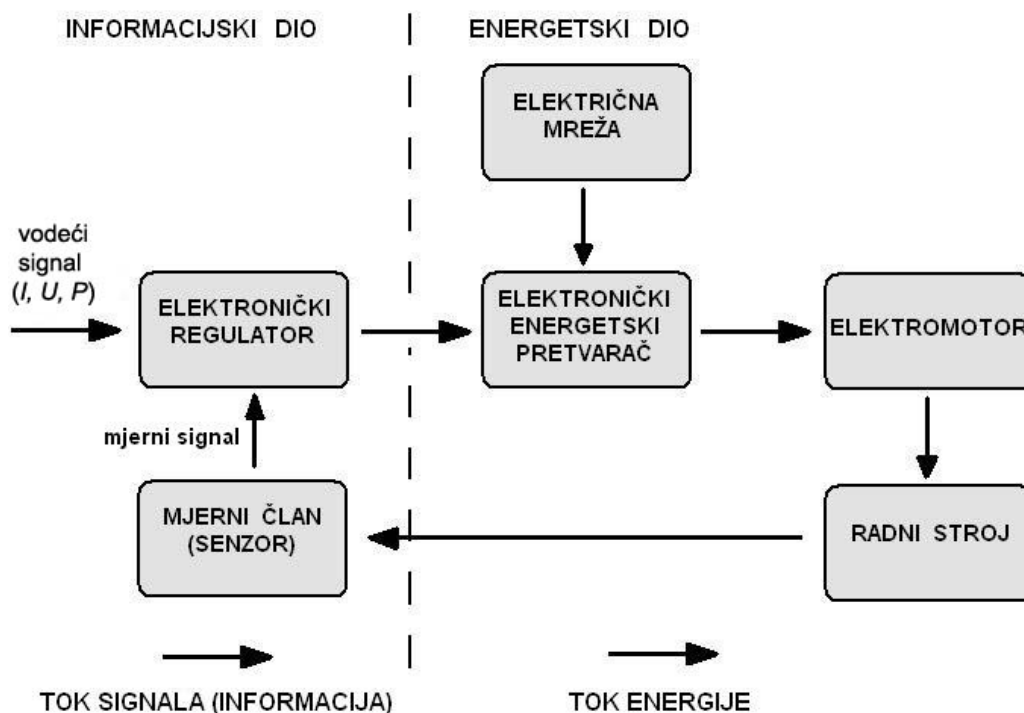 INFORMACIJSKI DIO
ENERGETSKI DIO
ELEKTRIČNA
MREŽA
vodeći
signal
(I, U, P)
ELEKTRONIČKI
REGULATOR
ELEKTRONIČKI
ENERGETSKI
PRETVARAČ
ELEKTROMOTOR
mjerni signal
MJERNI ČLAN
(SENZOR)
RADNI STROJ
TOK SIGNALA (INFORMACIJA)
TOK ENERGIJE